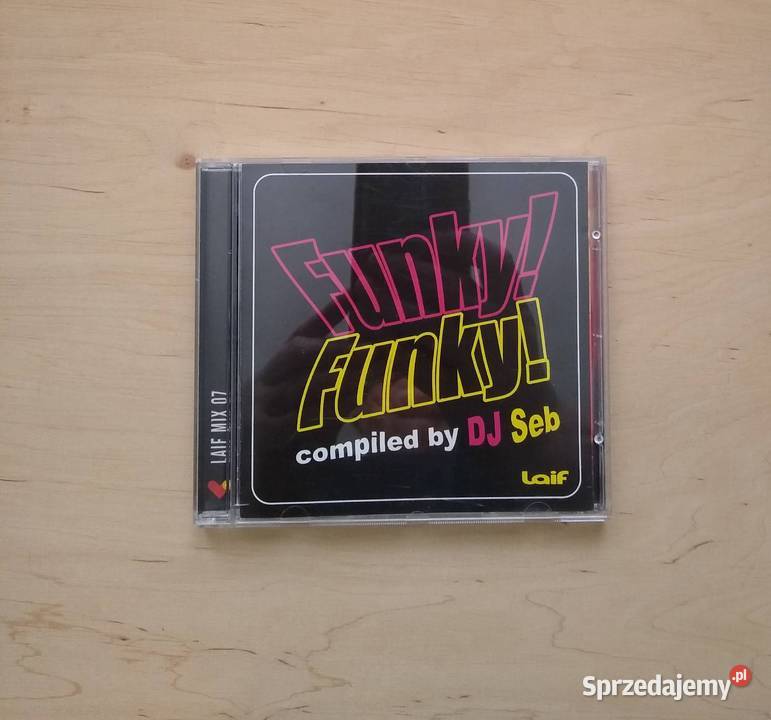 Funky!
Funky!
compiled by DJ Seb
Laif
LAIF MIX 07
Sprzedajemy.pl